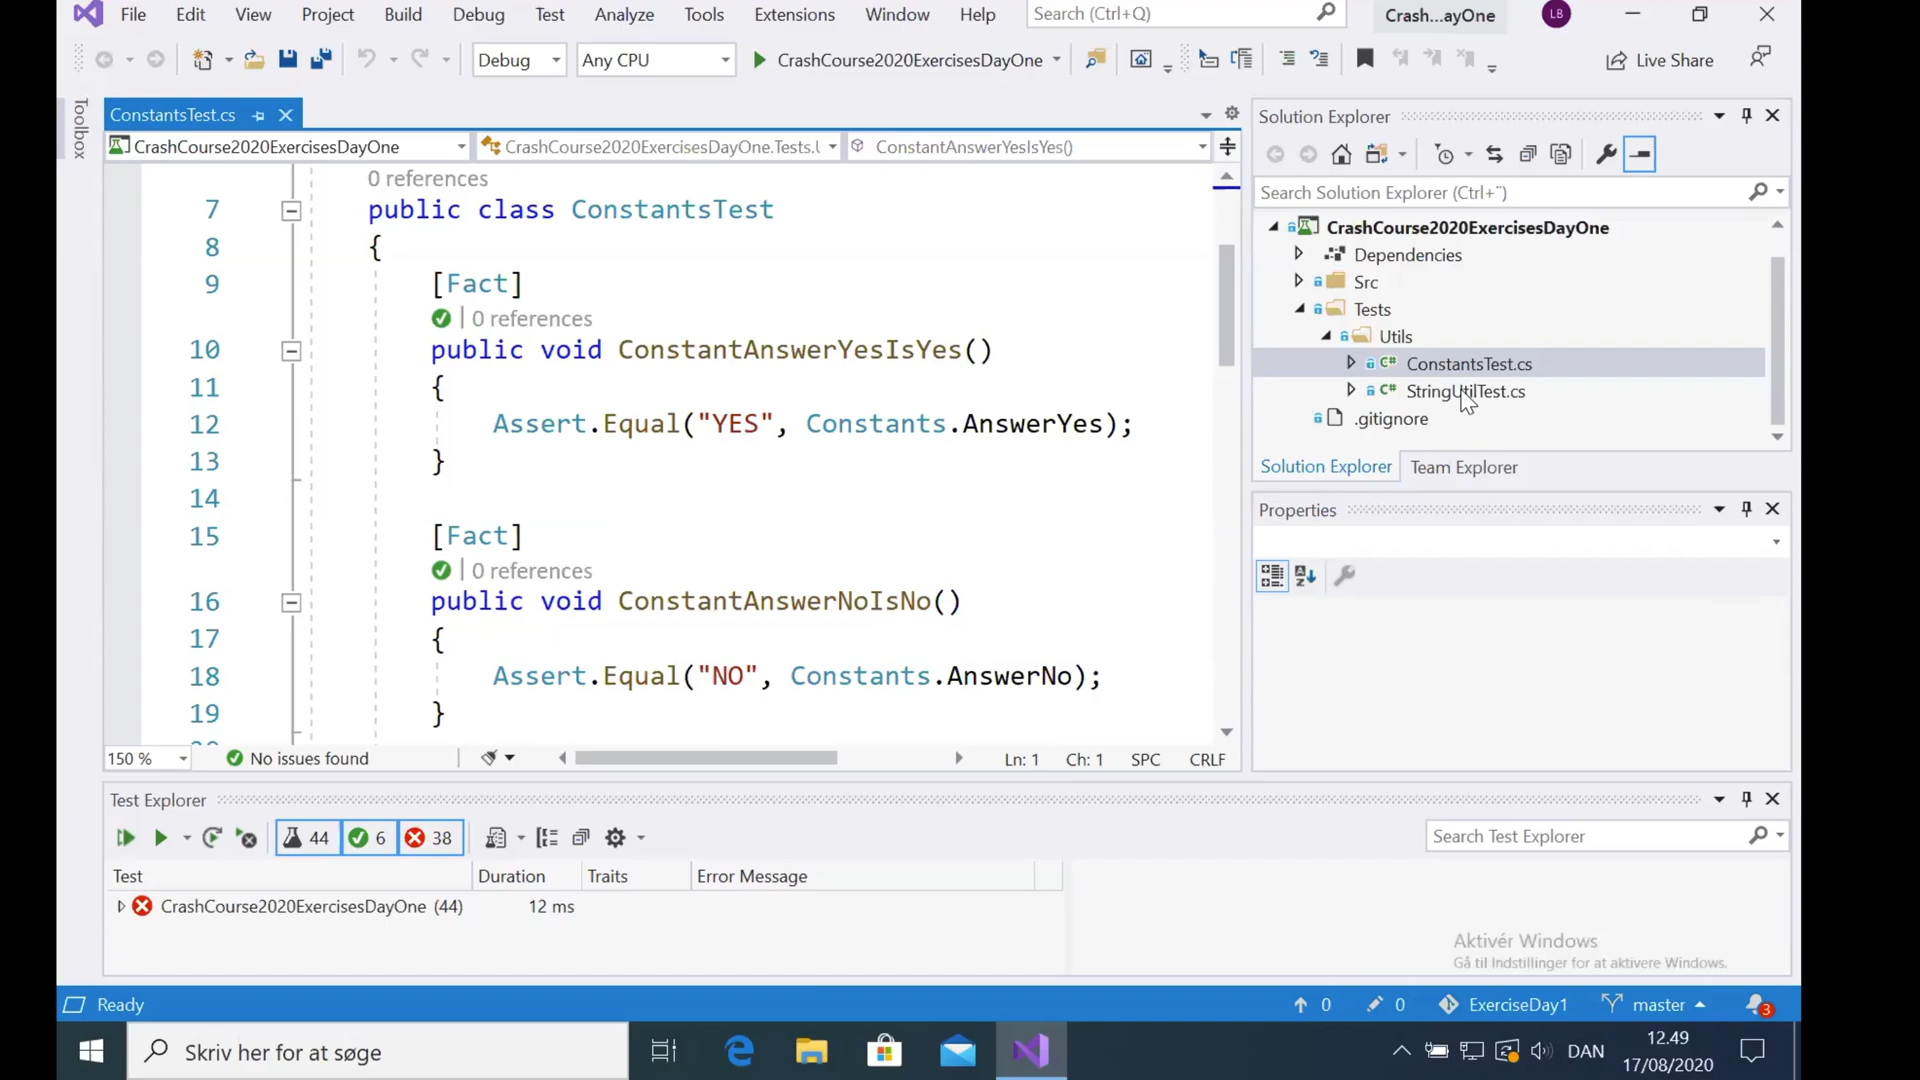 File Edit View Project Build Debug Test Analyze Tools Extensions Window Help Search (Ctrl+Q) Crash...ayOne LB
Debug Any CPU CrashCourse2020ExercisesDayOne Live Share
Toolbox
ConstantsTest.cs
CrashCourse2020ExercisesDayOne CrashCourse2020ExercisesDayOne.Tests. ConstantAnswerYesIsYes()
0 references
7 public class ConstantsTest
8 {
9 [Fact]
0 references
10 public void ConstantAnswerYesIsYes()
11 {
12 Assert.Equal("YES", Constants.AnswerYes);
13 }
14
15 [Fact]
0 references
16 public void ConstantAnswerNoIsNo()
17 {
18 Assert.Equal("NO", Constants.AnswerNo);
19 }
150 % No issues found Ln: 1 Ch: 1 SPC CRLF
Solution Explorer
Search Solution Explorer (Ctrl+¨)
CrashCourse2020ExercisesDayOne
Dependencies
Src
Tests
Utils
ConstantsTest.cs
StringUtilTest.cs
.gitignore
Solution Explorer Team Explorer
Properties
Test Explorer
44 6 38 Search Test Explorer
Test Duration Traits Error Message
CrashCourse2020ExercisesDayOne (44) 12 ms
Aktivér Windows
Gå til Indstillinger for at aktivere Windows.
Ready 0 0 ExerciseDay1 master 3
Skriv her for at søge DAN 12.49
17/08/2020